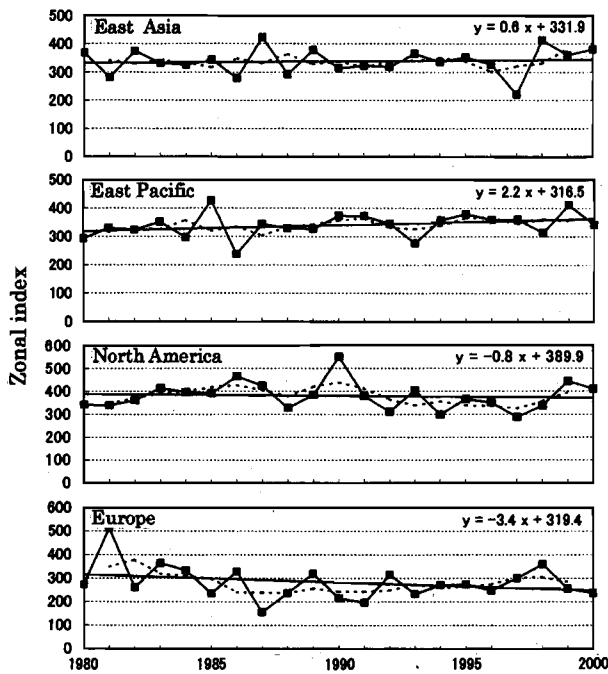 Zonal index
East Asia
y = 0.6 x + 331.9
500
400
300
200
100
0
East Pacific
y = 2.2 x + 316.5
500
400
300
200
100
0
North America
y = −0.8 x + 389.9
600
500
400
300
200
100
0
Europe
y = −3.4 x + 319.4
600
500
400
300
200
100
0
1980 1985 1990 1995 2000